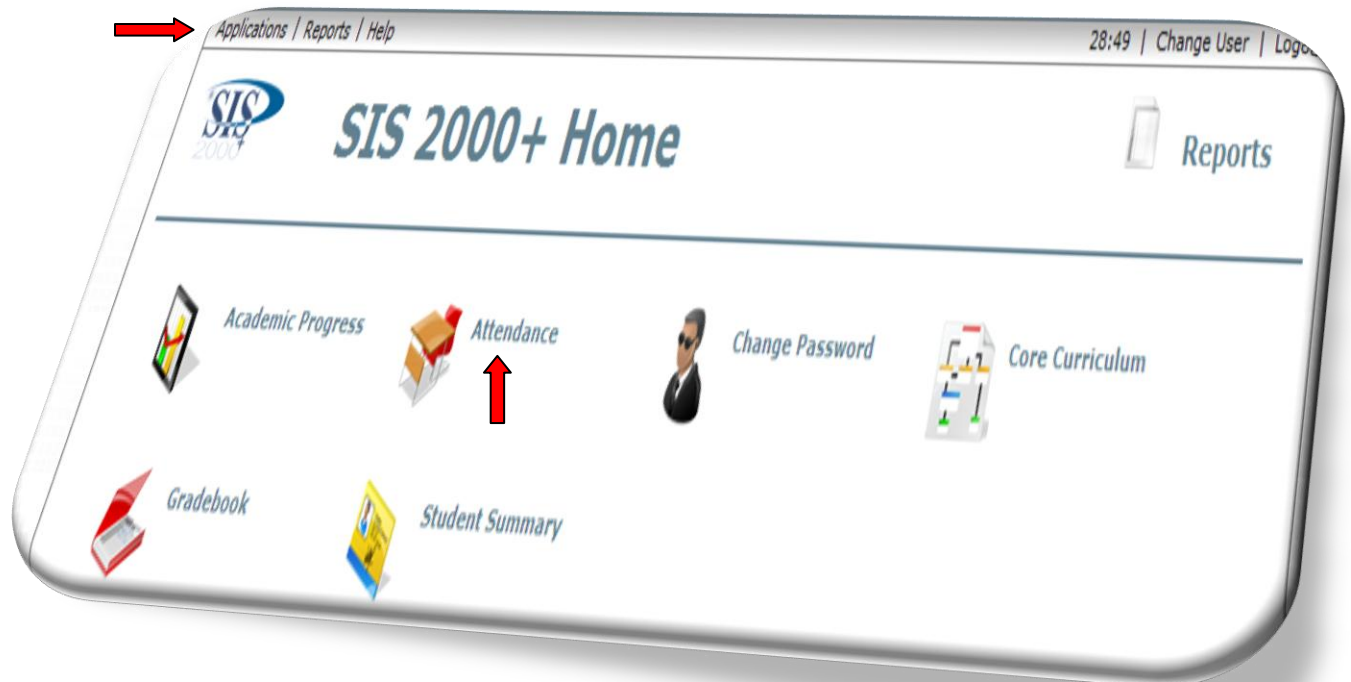 Applications / Reports / Help
28:49 | Change User |
SIS
2000+
SIS 2000+ Home
Reports
Academic Progress
Attendance
Change Password
Core Curriculum
Gradebook
Student Summary